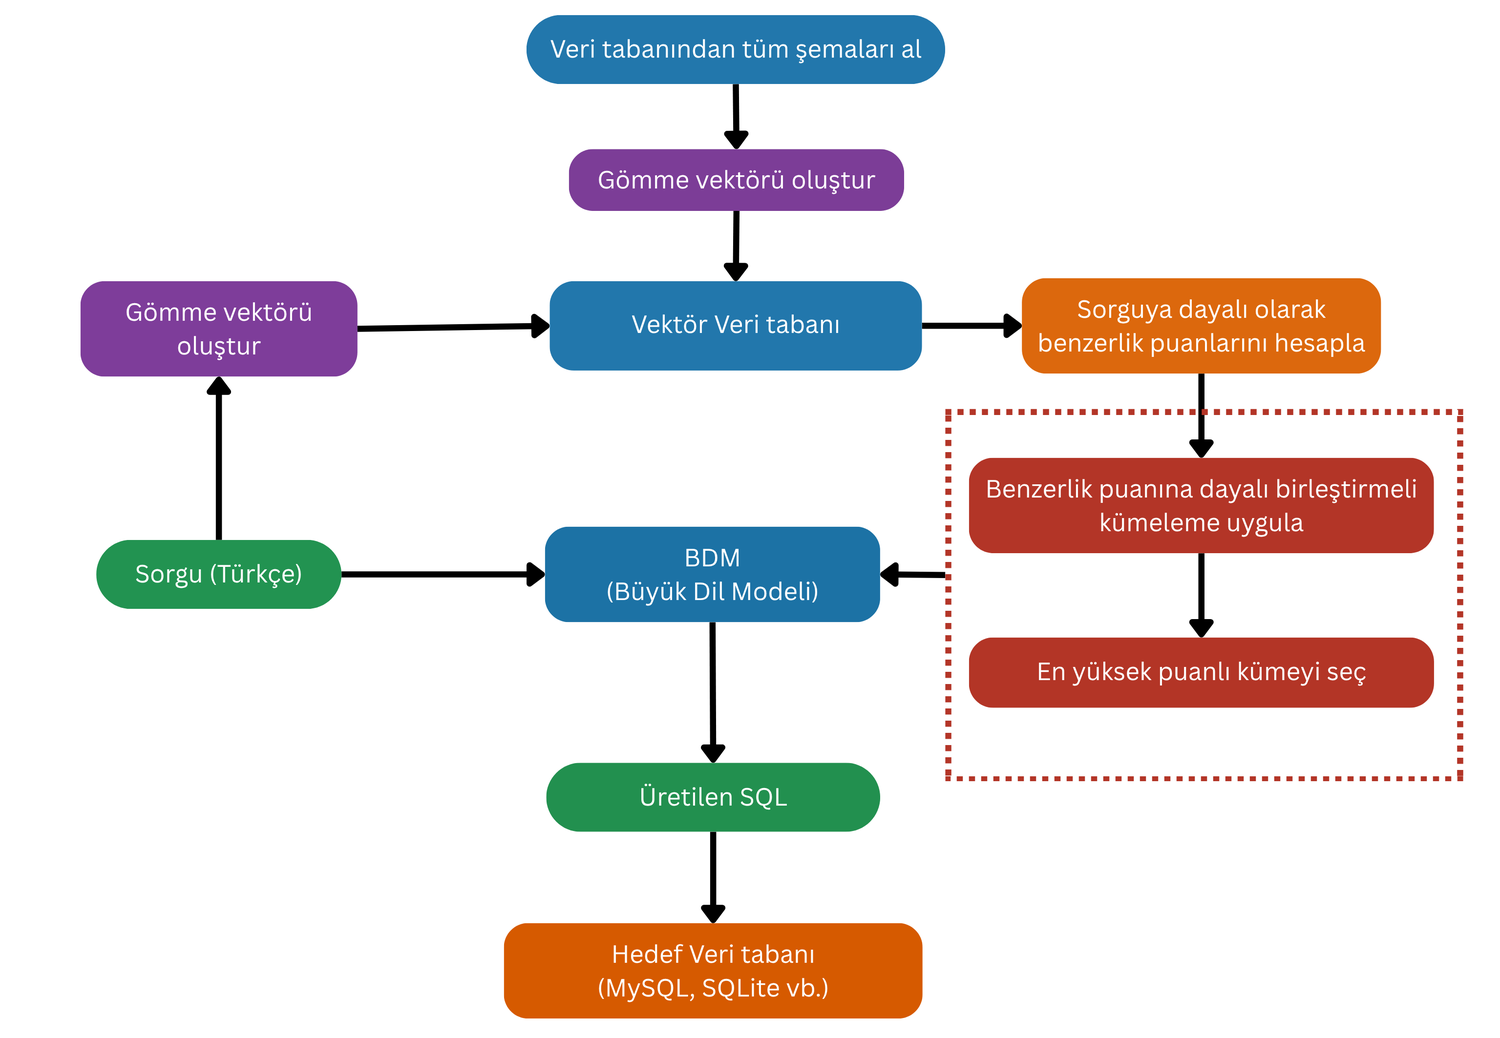 Veri tabanından tüm şemaları al
Gömme vektörü oluştur
Gömme vektörü
oluştur
Vektör Veri tabanı
Sorguya dayalı olarak
benzerlik puanlarını hesapla
Benzerlik puanına dayalı birleştirmeli
kümeleme uygula
En yüksek puanlı kümeyi seç
Sorgu (Türkçe)
BDM
(Büyük Dil Modeli)
Üretilen SQL
Hedef Veri tabanı
(MySQL, SQLite vb.)